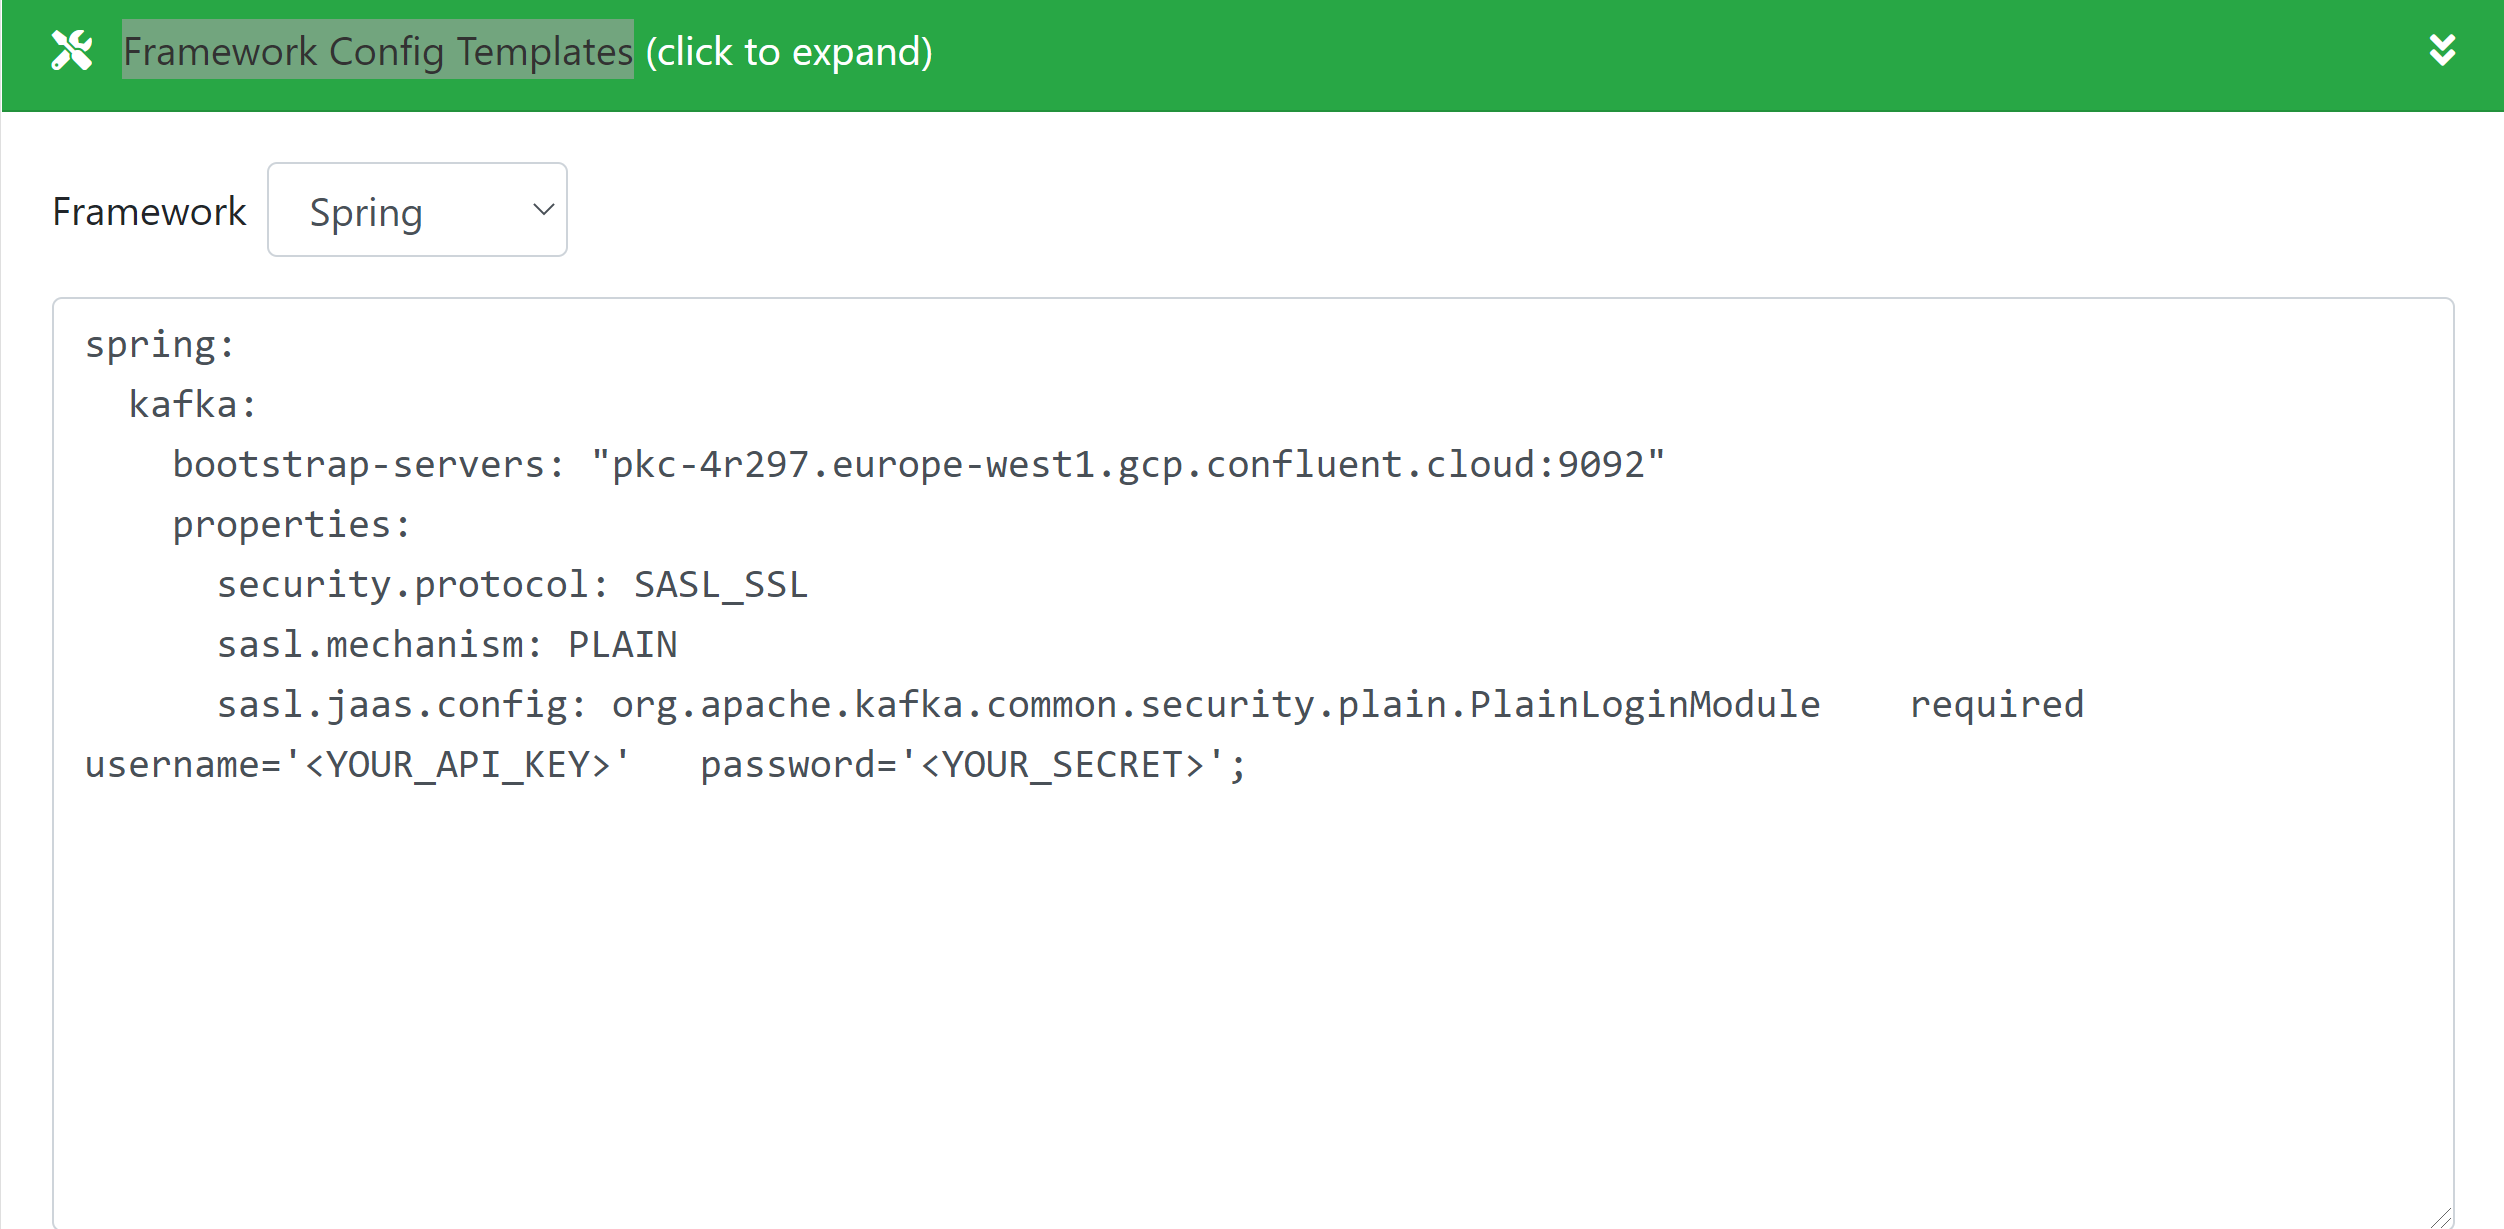 Framework Config Templates (click to expand)
Framework Spring
spring:
  kafka:
    bootstrap-servers: "pkc-4r297.europe-west1.gcp.confluent.cloud:9092"
    properties:
      security.protocol: SASL_SSL
      sasl.mechanism: PLAIN
      sasl.jaas.config: org.apache.kafka.common.security.plain.PlainLoginModule    required
username='<YOUR_API_KEY>'   password='<YOUR_SECRET>';